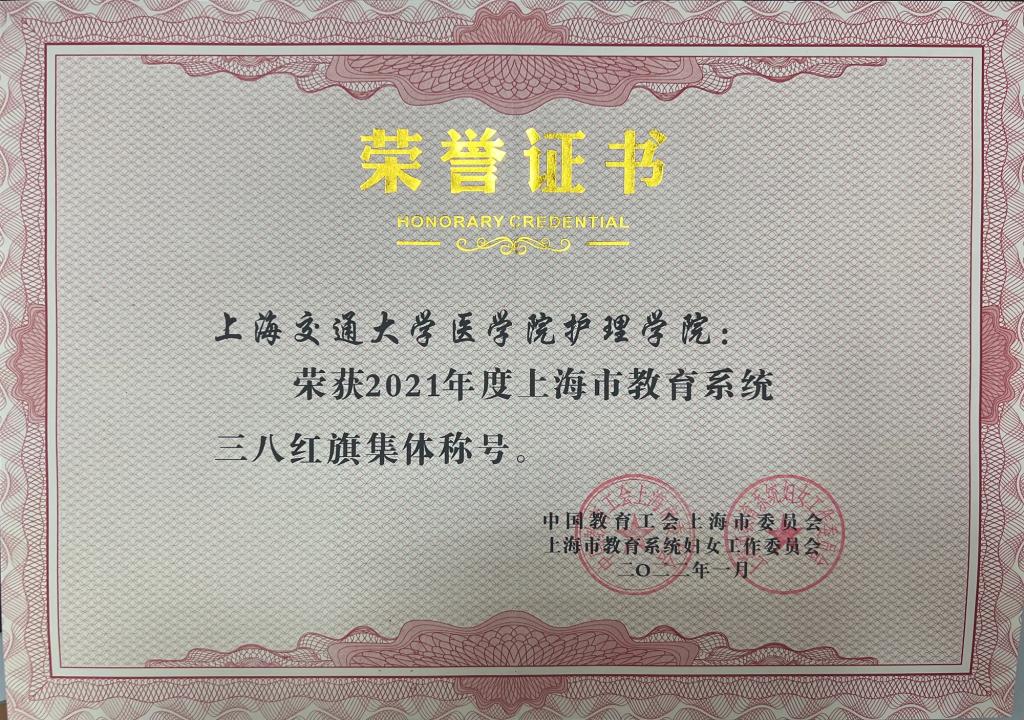 荣誉证书
HONORARY CREDENTIAL
上海交通大学医学院护理学院：
荣获2021年度上海市教育系统
三八红旗集体称号。
中国教育工会上海市委员会
上海市教育系统妇女工作委员会
二〇二二年一月